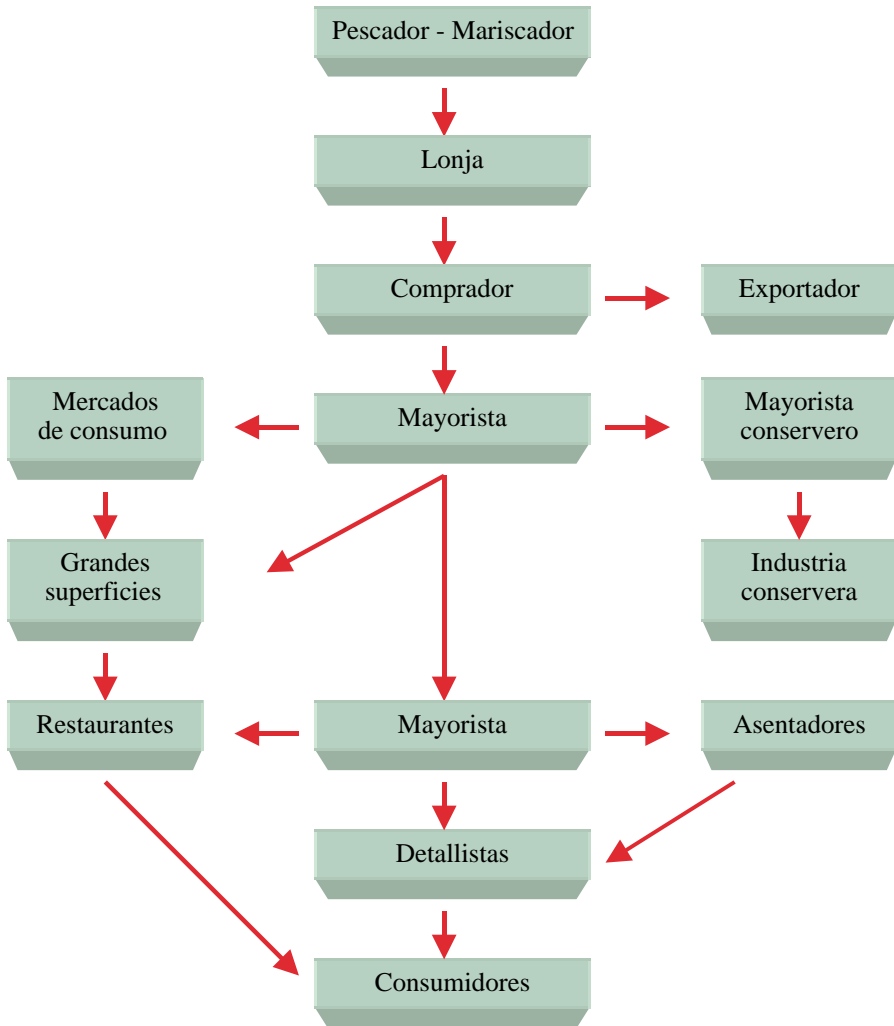 Pescador - Mariscador
Lonja
Comprador
Exportador
Mercados
de consumo
Mayorista
Mayorista
conservero
Grandes
superficies
Industria
conservera
Restaurantes
Mayorista
Asentadores
Detallistas
Consumidores